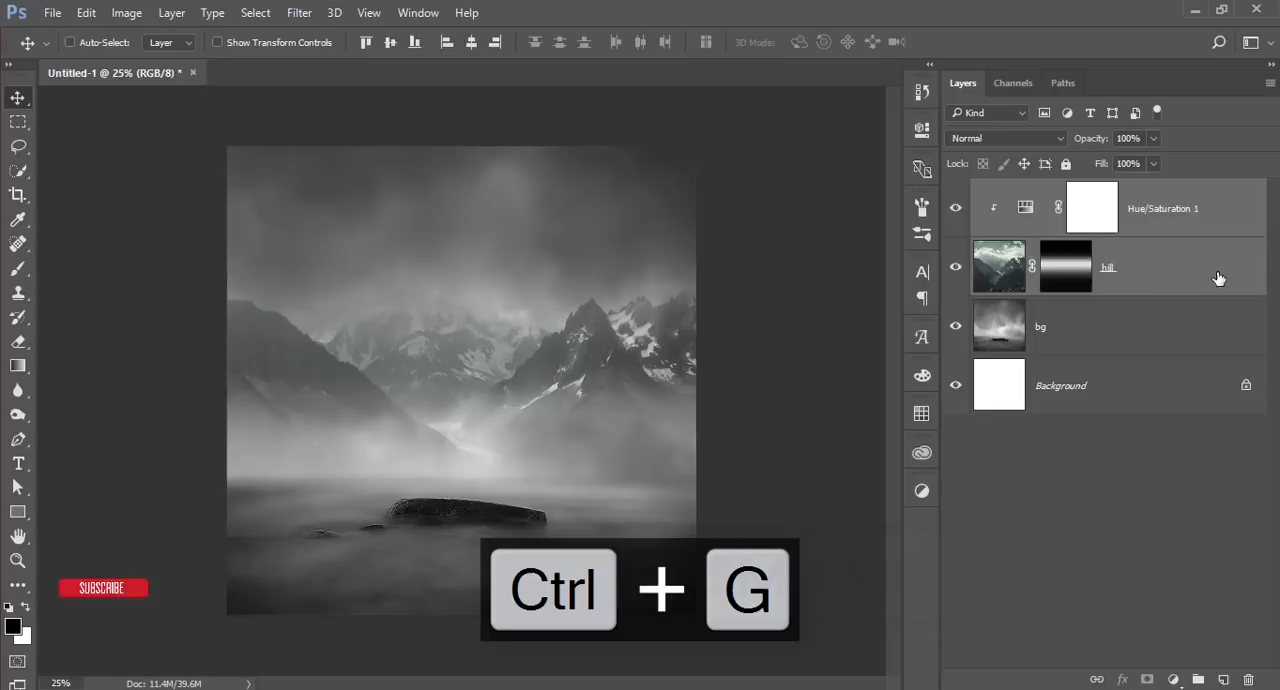 Ps File Edit Image Layer Type Select Filter 3D View Window Help
Auto-Select: Layer Show Transform Controls 3D Mode:
Untitled-1 @ 25% (RGB/8) * ×
Layers Channels Paths
Kind T
Normal Opacity: 100%
Lock: Fill: 100%
Hue/Saturation 1
hill
bg
Background
SUBSCRIBE
Ctrl + G
25% Doc: 11.4M/39.6M
fx